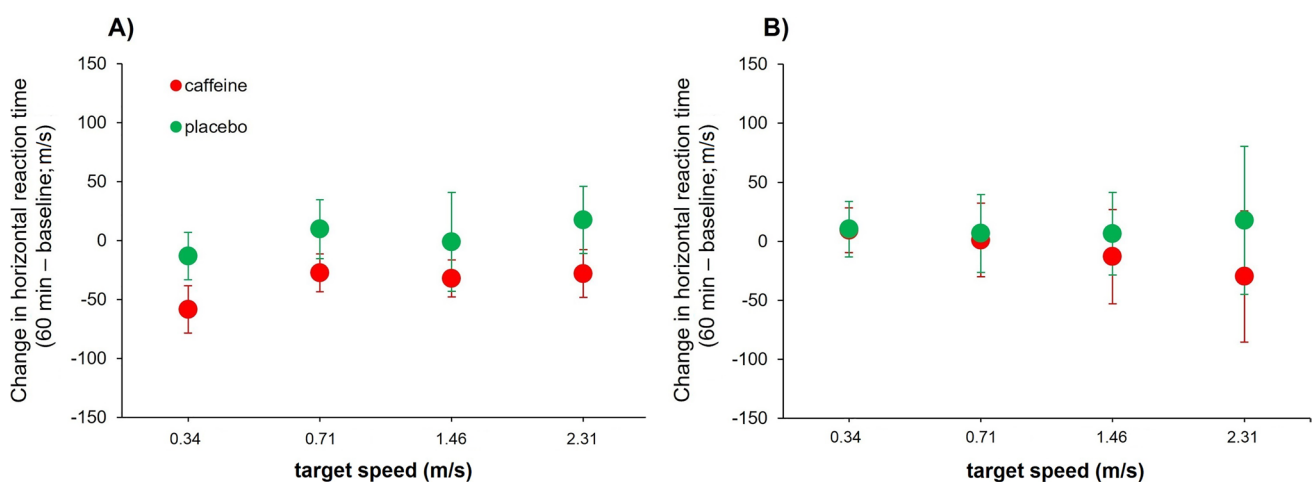 A)
Change in horizontal reaction time
(60 min – baseline; m/s)
150
100
50
0
-50
-100
-150
caffeine
placebo
0.34
0.71
1.46
2.31
target speed (m/s)
B)
Change in horizontal reaction time
(60 min – baseline; m/s)
150
100
50
0
-50
-100
-150
0.34
0.71
1.46
2.31
target speed (m/s)